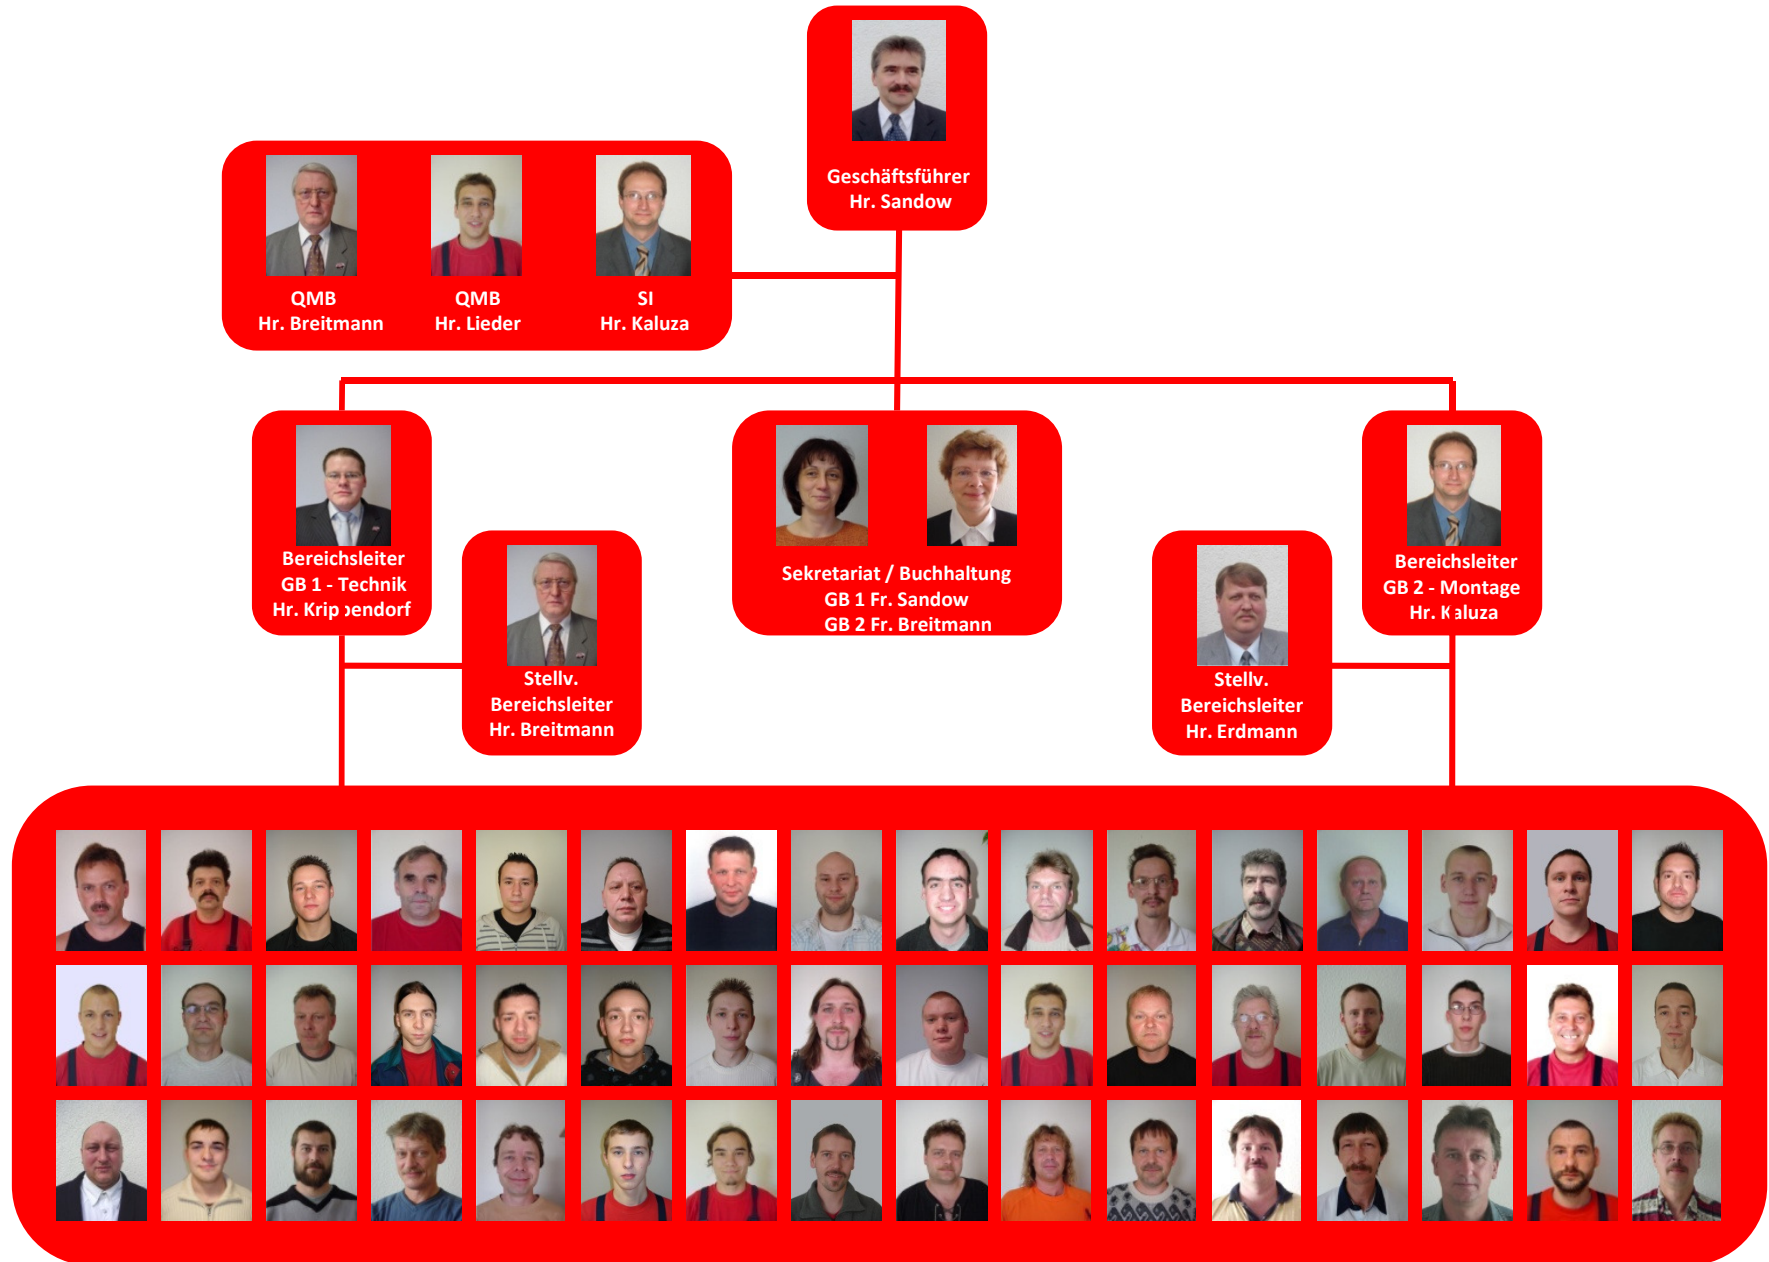 Geschäftsführer
Hr. Sandow
QMB
Hr. Breitmann
QMB
Hr. Lieder
SI
Hr. Kaluza
Bereichsleiter
GB 1 - Technik
Hr. Krippendorf
Stellv.
Bereichsleiter
Hr. Breitmann
Sekretariat / Buchhaltung
GB 1 Fr. Sandow
GB 2 Fr. Breitmann
Stellv.
Bereichsleiter
Hr. Erdmann
Bereichsleiter
GB 2 - Montage
Hr. Kaluza